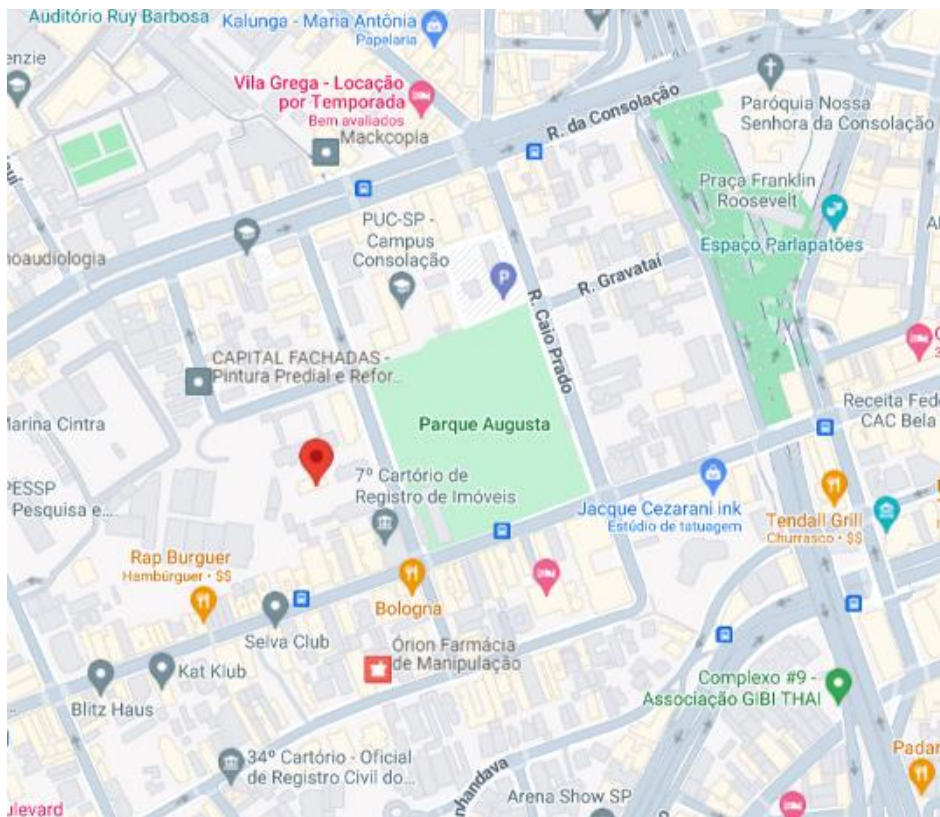 Auditório Ruy Barbosa
Kalunga - Maria Antônia
Papelaria
enzie
Vila Grega - Locação
por Temporada
Bem avaliados
Mackcopia
R. da Consolação
Paróquia Nossa
Senhora da Consolação
Praça Franklin
Roosevelt
PUC-SP -
Campus
Consolação
Espaço Parlapatões
noaudiologia
P
R. Gravataí
R. Caio Prado
CAPITAL FACHADAS -
Pintura Predial e Refor...
Marina Cintra
Parque Augusta
Receita Fede
CAC Bela
7º Cartório de
Registro de Imóveis
PESSP
Pesquisa e...
Jacque Cezarani ink
Estúdio de tatuagem
Tendall Grill
Churrasco • $$
Rap Burguer
Hambúrguer • $$
Bologna
Selva Club
Órion Farmácia
de Manipulação
Kat Klub
Complexo #9 -
Associação GIBI THAI
Blitz Haus
34º Cartório - Oficial
de Registro Civil do...
nhandava
Padar
Arena Show SP
ulevard